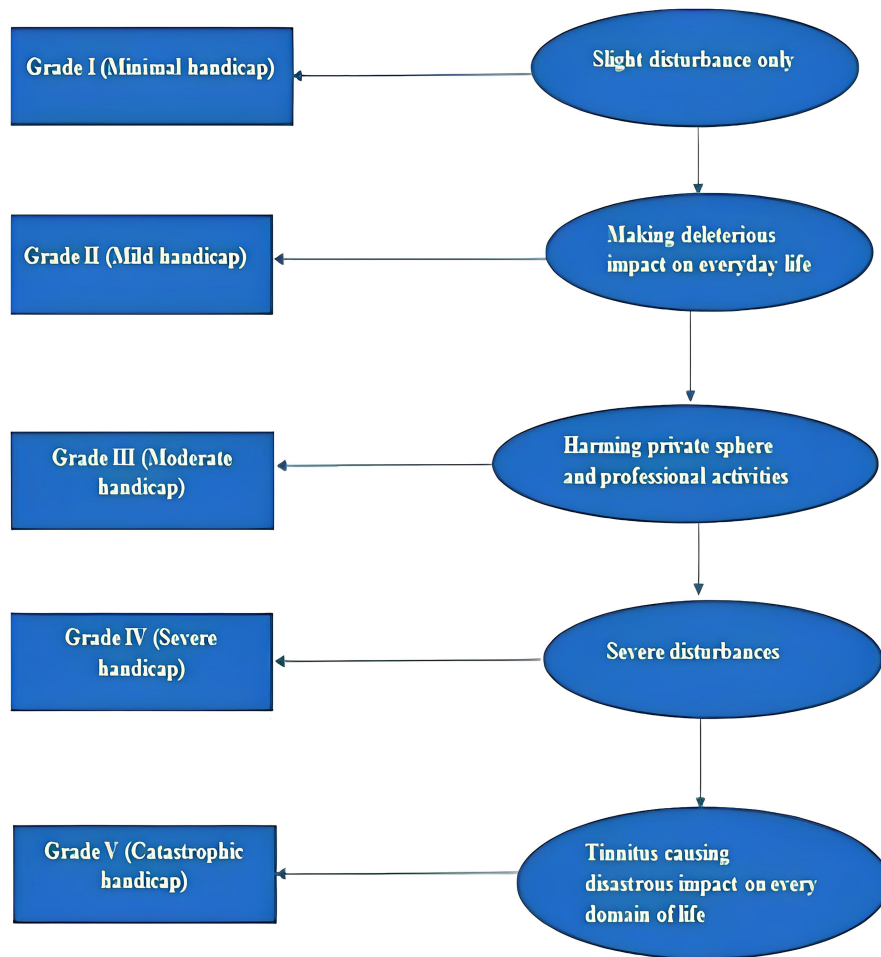 Grade I (Minimal handicap)
Slight disturbance only
Grade II (Mild handicap)
Making deleterious
impact on everyday life
Grade III (Moderate
handicap)
Harming private sphere
and professional activities
Grade IV (Severe
handicap)
Severe disturbances
Grade V (Catastrophic
handicap)
Tinnitus causing
disastrous impact on every
domain of life